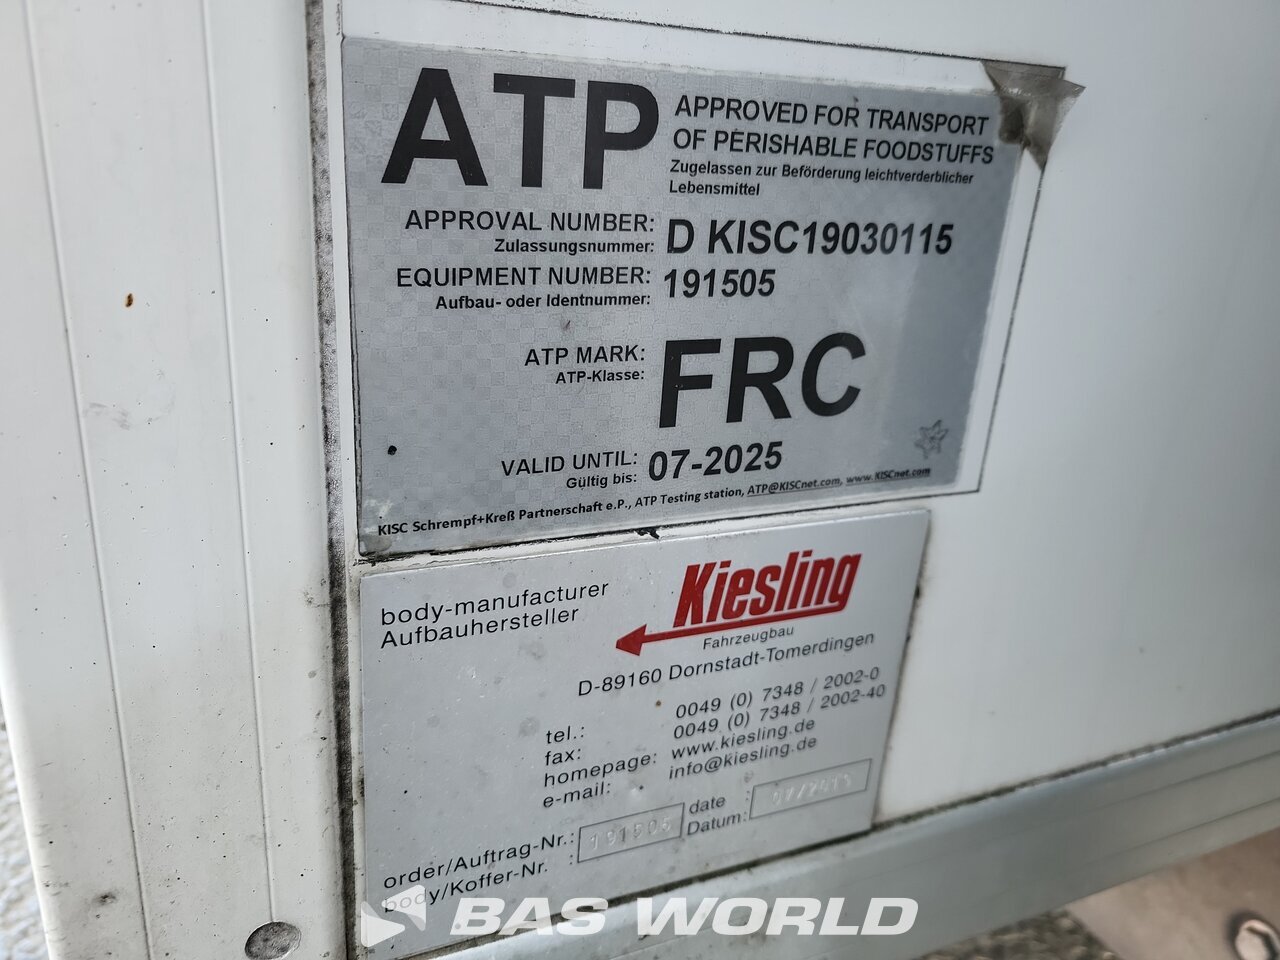 ATP
APPROVED FOR TRANSPORT
OF PERISHABLE FOODSTUFFS
Zugelassen zur Beförderung leichtverderblicher
Lebensmittel
APPROVAL NUMBER: D KISC19030115
Zulassungsnummer:
EQUIPMENT NUMBER: 191505
Aufbau- oder Identnummer:
ATP MARK: FRC
ATP-Klasse:
VALID UNTIL: 07-2025
Gültig bis:
KISC Schrempf+Kreß Partnerschaft e.P., ATP Testing station, ATP@KISCnet.com, www.KISCnet.com
body-manufacturer
Aufbauhersteller
Kiesling
Fahrzeugbau
D-89160 Dornstadt-Tomerdingen
tel.: 0049 (0) 7348 / 2002-0
fax: 0049 (0) 7348 / 2002-40
homepage: www.kiesling.de
e-mail: info@kiesling.de
order/Auftrag-Nr.: 191505 date :
body/Koffer-Nr. : Datum:
BAS WORLD